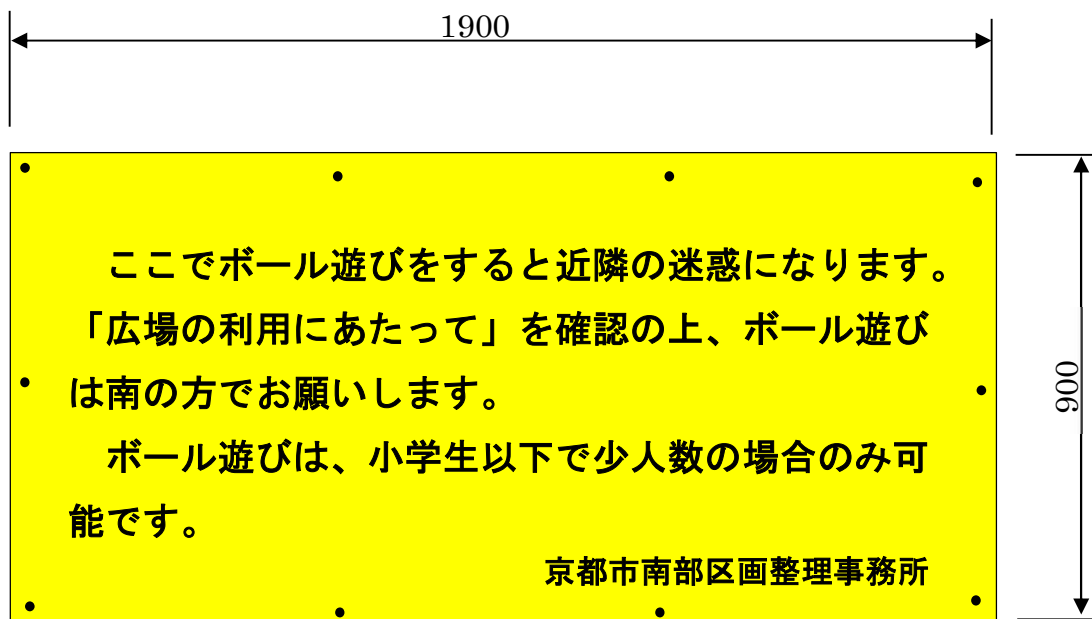 1900
　ここでボール遊びをすると近隣の迷惑になります。
「広場の利用にあたって」を確認の上、ボール遊び
は南の方でお願いします。
　ボール遊びは、小学生以下で少人数の場合のみ可
能です。
京都市南部区画整理事務所
900